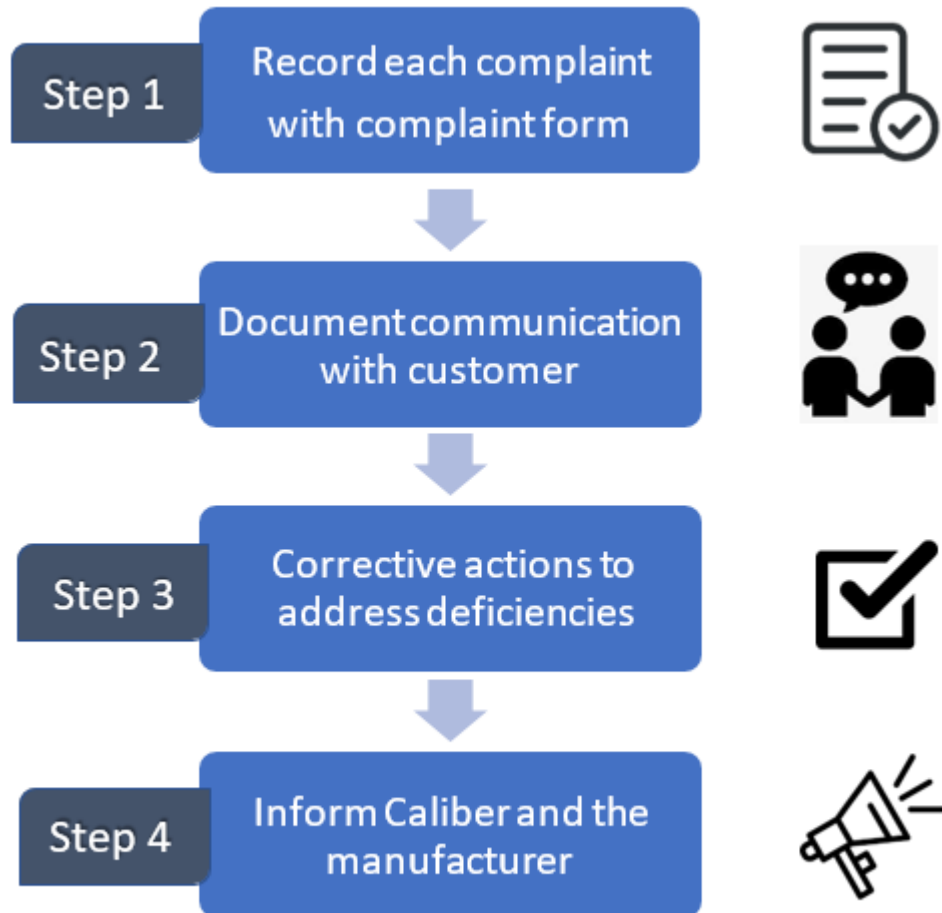 Step 1
Record each complaint
with complaint form
Step 2
Document communication
with customer
Step 3
Corrective actions to
address deficiencies
Step 4
Inform Caliber and the
manufacturer